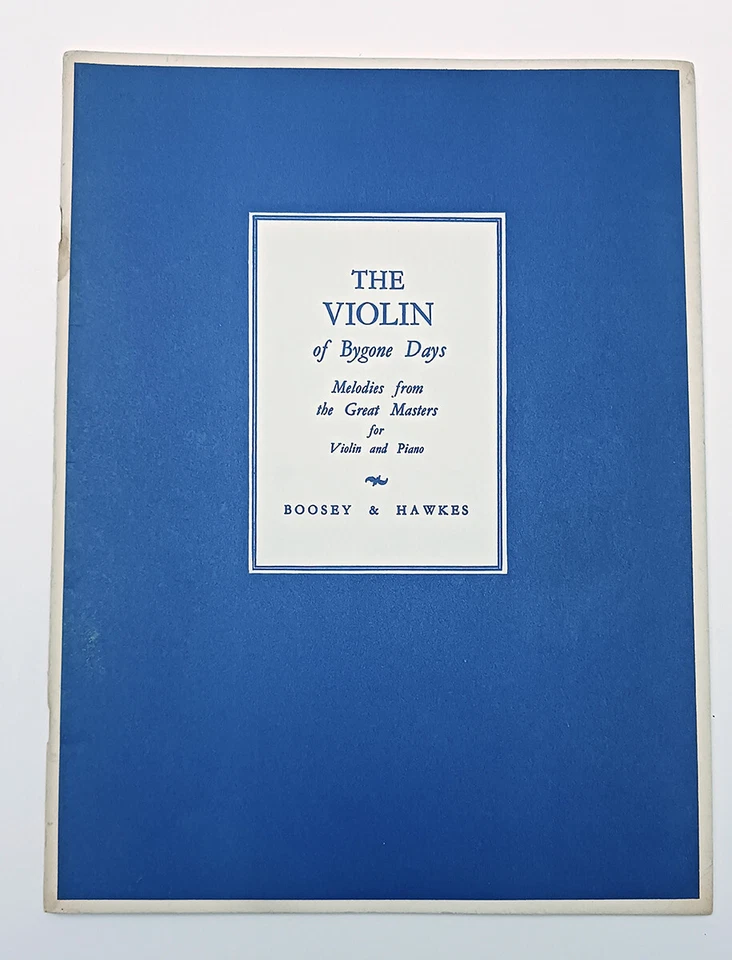 THE
VIOLIN
of Bygone Days
Melodies from
the Great Masters
for
Violin and Piano
BOOSEY & HAWKES